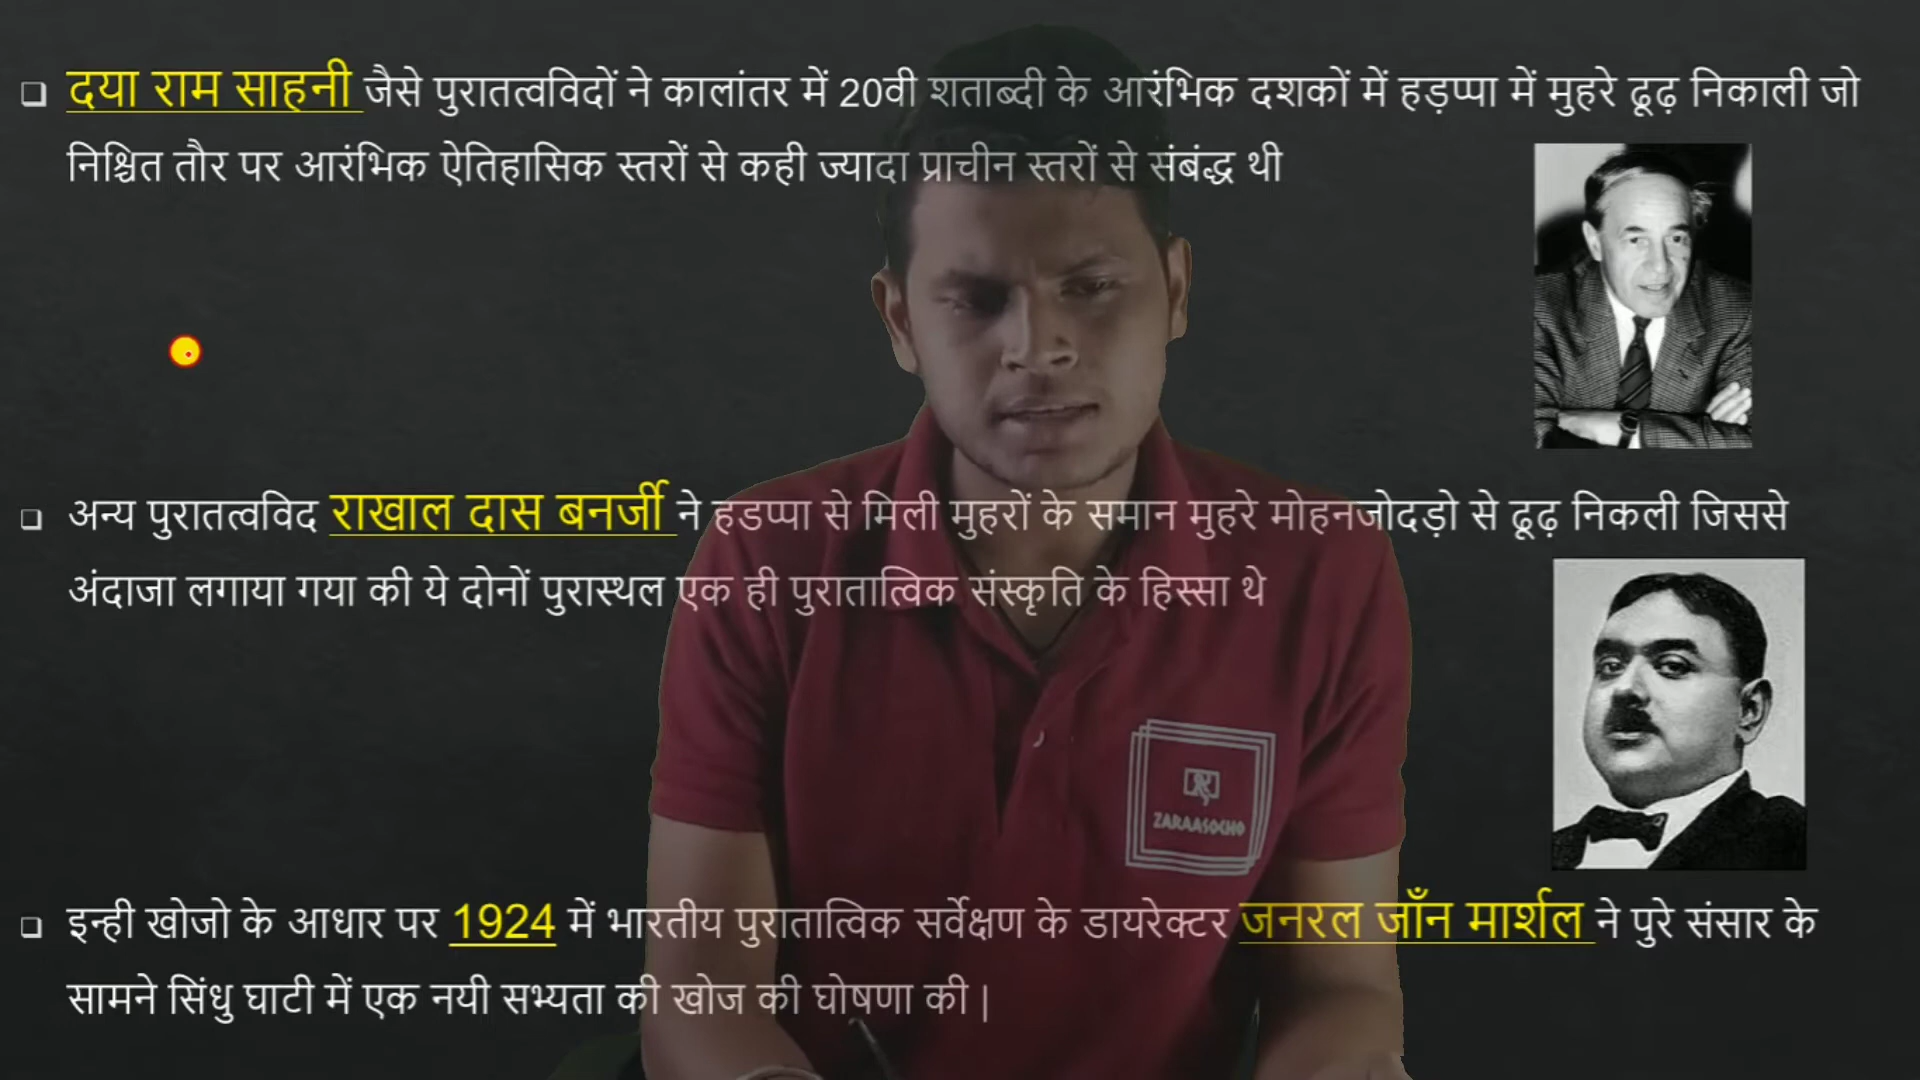 दया राम साहनी जैसे पुरातत्वविदों ने कालांतर में 20वी शताब्दी के आरंभिक दशकों में हड़प्पा में मुहरे ढूढ़ निकाली जो
निश्चित तौर पर आरंभिक ऐतिहासिक स्तरों से कही ज्यादा प्राचीन स्तरों से संबंद्ध थी
अन्य पुरातत्वविद राखाल दास बनर्जी ने हडप्पा से मिली मुहरों के समान मुहरे मोहनजोदड़ो से ढूढ़ निकली जिससे
अंदाजा लगाया गया की ये दोनों पुरास्थल एक ही पुरातात्विक संस्कृति के हिस्सा थे
ZARAASOCHO
इन्ही खोजो के आधार पर 1924 में भारतीय पुरातात्विक सर्वेक्षण के डायरेक्टर जनरल जाँन मार्शल ने पुरे संसार के
सामने सिंधु घाटी में एक नयी सभ्यता की खोज की घोषणा की |